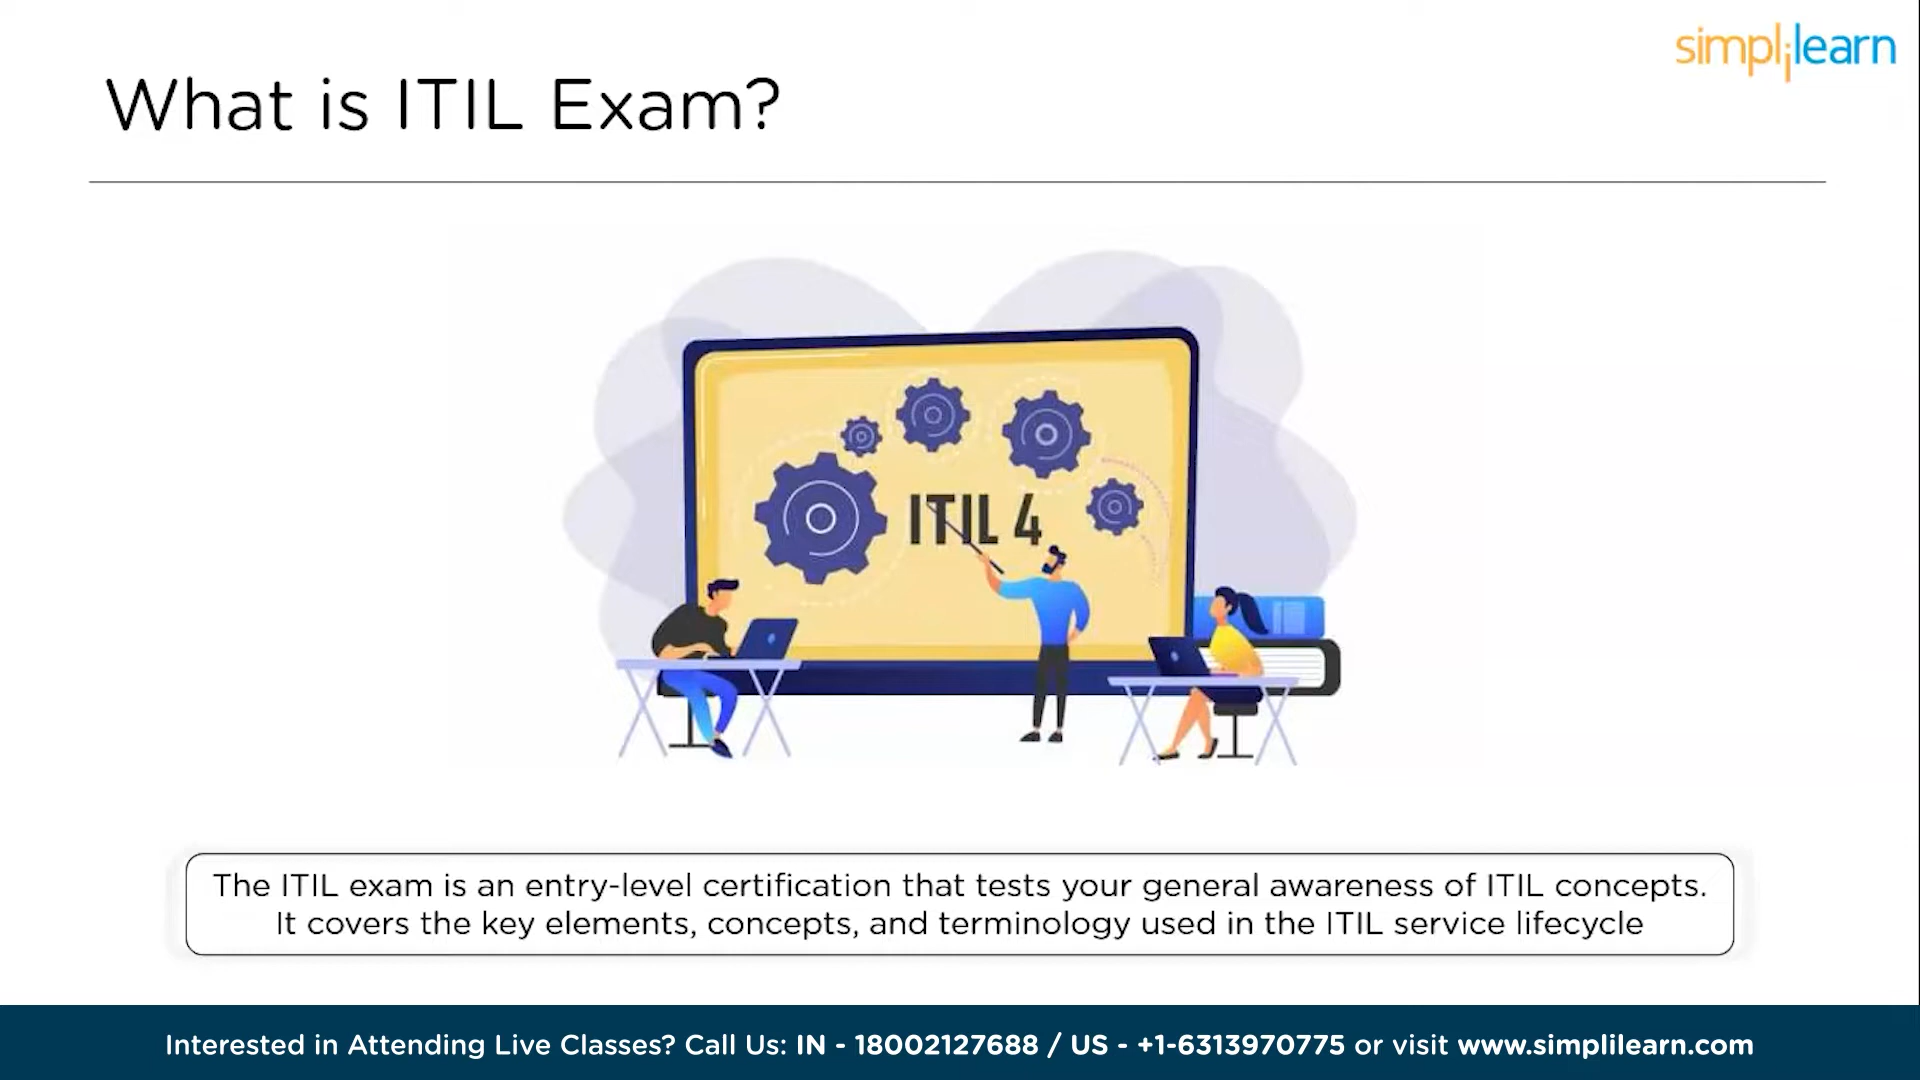 simplilearn
What is ITIL Exam?
ITIL 4
The ITIL exam is an entry-level certification that tests your general awareness of ITIL concepts.
It covers the key elements, concepts, and terminology used in the ITIL service lifecycle
Interested in Attending Live Classes? Call Us: IN - 18002127688 / US - +1-6313970775 or visit www.simplilearn.com